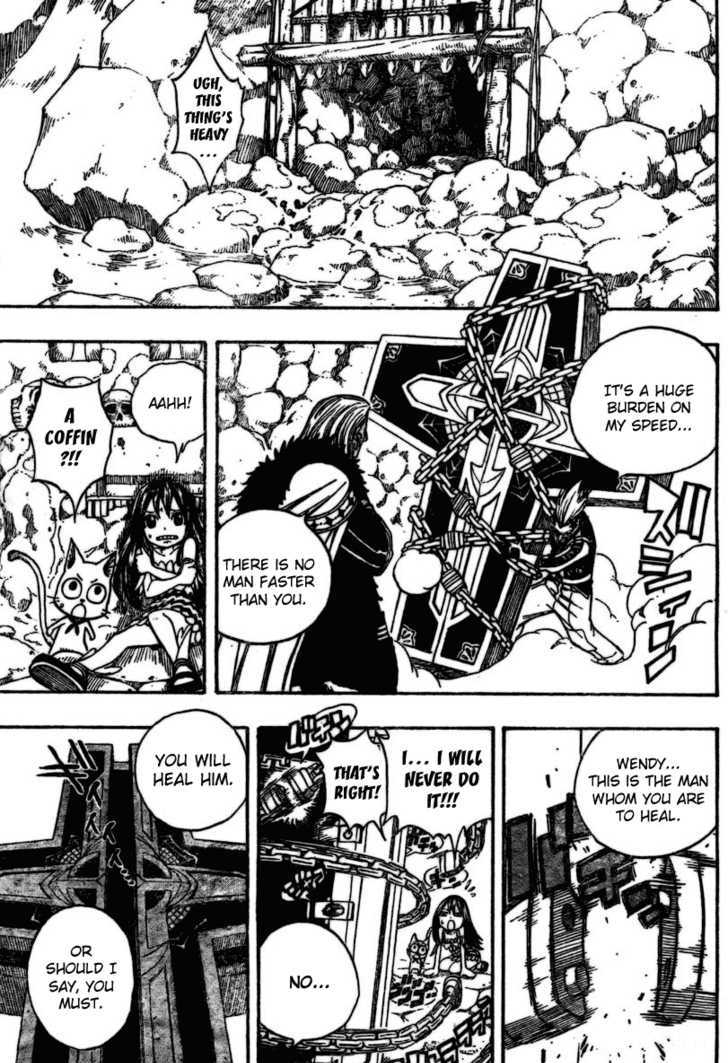 UGH,
THIS
THING'S
HEAVY
...
IT'S A HUGE
BURDEN ON
MY SPEED...
THERE IS NO
MAN FASTER
THAN YOU.
AAHH!
A
COFFIN
?!!
WENDY...
THIS IS THE MAN
WHOM YOU ARE
TO HEAL.
I... I WILL
NEVER DO
IT!!!
THAT'S
RIGHT!
NO...
YOU WILL
HEAL HIM.
OR
SHOULD I
SAY, YOU
MUST.